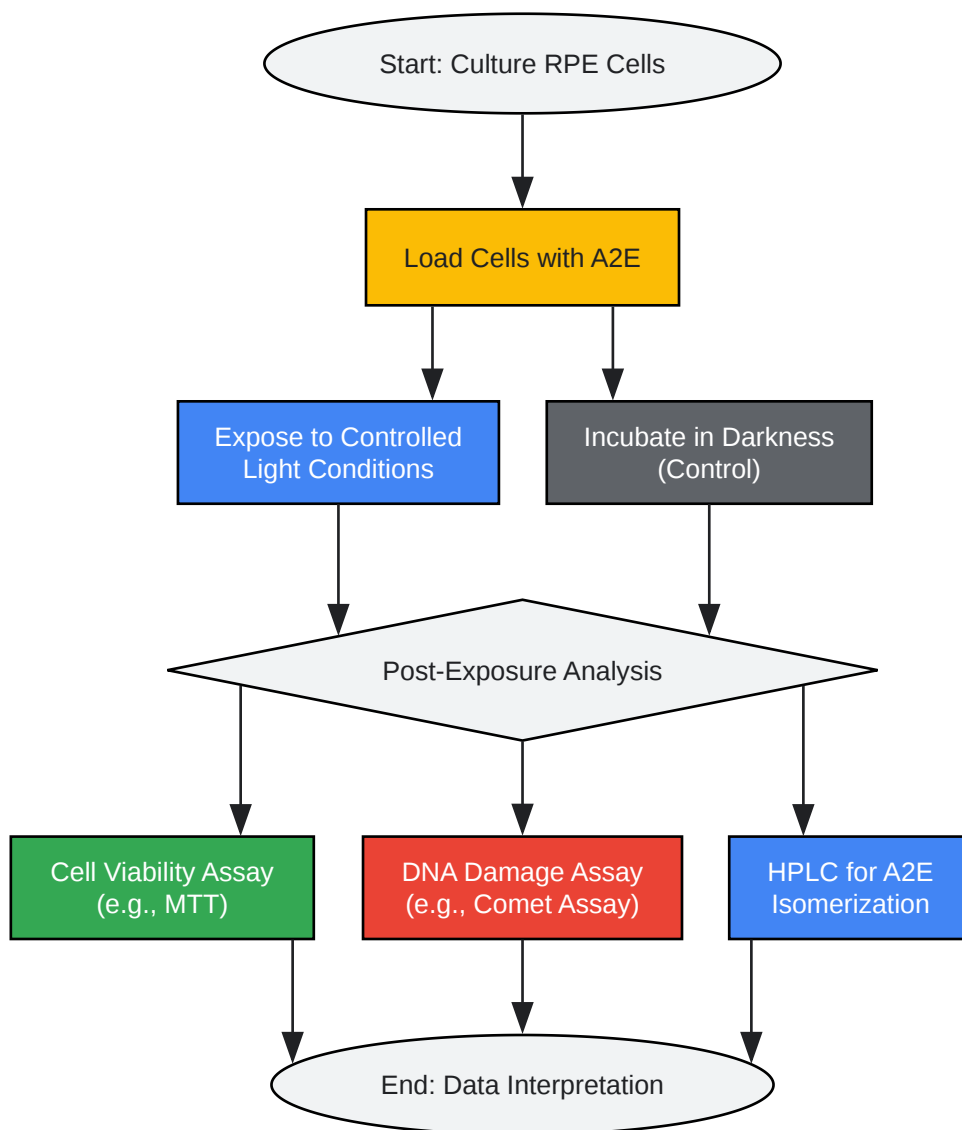 Start: Culture RPE Cells
Load Cells with A2E
Expose to Controlled
Light Conditions
Incubate in Darkness
(Control)
Post-Exposure Analysis
Cell Viability Assay
(e.g., MTT)
DNA Damage Assay
(e.g., Comet Assay)
HPLC for A2E
Isomerization
End: Data Interpretation